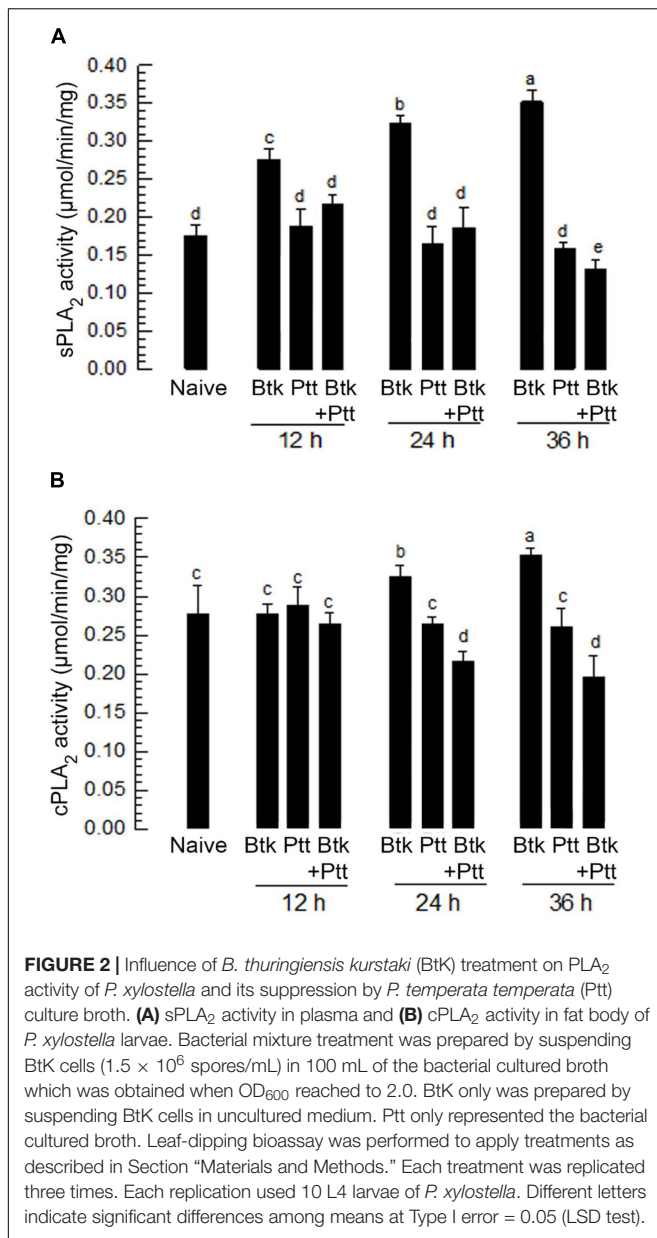 A
sPLA₂ activity (µmol/min/mg)
0.40
0.35
0.30
0.25
0.20
0.15
0.10
0.05
0.00
d c d d b d d a d e
Naive Btk Ptt Btk +Ptt Btk Ptt Btk +Ptt Btk Ptt Btk +Ptt
12 h 24 h 36 h
B
cPLA₂ activity (µmol/min/mg)
0.40
0.35
0.30
0.25
0.20
0.15
0.10
0.05
0.00
c c c c b c d a c d
Naive Btk Ptt Btk +Ptt Btk Ptt Btk +Ptt Btk Ptt Btk +Ptt
12 h 24 h 36 h
FIGURE 2 | Influence of B. thuringiensis kurstaki (BtK) treatment on PLA₂
activity of P. xylostella and its suppression by P. temperata temperata (Ptt)
culture broth. (A) sPLA₂ activity in plasma and (B) cPLA₂ activity in fat body of
P. xylostella larvae. Bacterial mixture treatment was prepared by suspending
BtK cells (1.5 × 10⁶ spores/mL) in 100 mL of the bacterial cultured broth
which was obtained when OD₆₀₀ reached to 2.0. BtK only was prepared by
suspending BtK cells in uncultured medium. Ptt only represented the bacterial
cultured broth. Leaf-dipping bioassay was performed to apply treatments as
described in Section “Materials and Methods.” Each treatment was replicated
three times. Each replication used 10 L4 larvae of P. xylostella. Different letters
indicate significant differences among means at Type I error = 0.05 (LSD test).